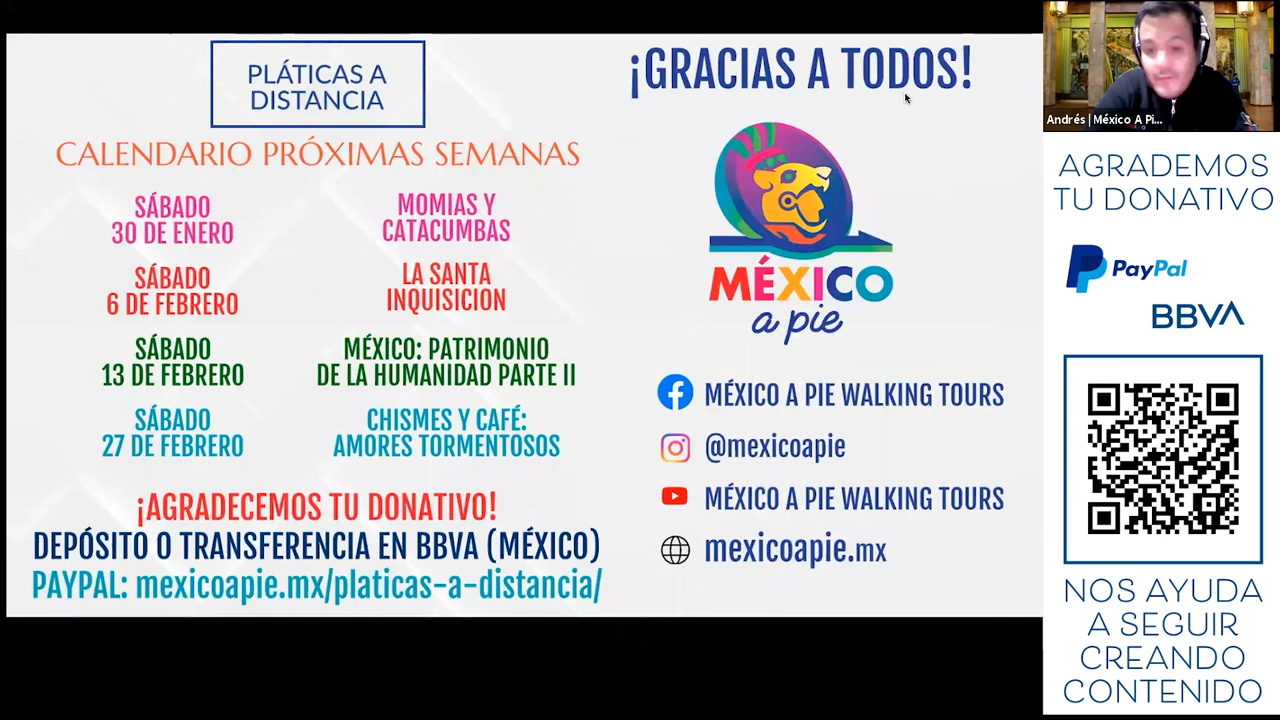 PLÁTICAS A
DISTANCIA
CALENDARIO PRÓXIMAS SEMANAS
SÁBADO
30 DE ENERO
MOMIAS Y
CATACUMBAS
SÁBADO
6 DE FEBRERO
LA SANTA
INQUISICION
SÁBADO
13 DE FEBRERO
MÉXICO: PATRIMONIO
DE LA HUMANIDAD PARTE II
SÁBADO
27 DE FEBRERO
CHISMES Y CAFÉ:
AMORES TORMENTOSOS
¡AGRADECEMOS TU DONATIVO!
DEPÓSITO O TRANSFERENCIA EN BBVA (MÉXICO)
PAYPAL: mexicoapie.mx/platicas-a-distancia/
¡GRACIAS A TODOS!
MÉXICO
a pie
MÉXICO A PIE WALKING TOURS
@mexicoapie
MÉXICO A PIE WALKING TOURS
mexicoapie.mx
Andrés | México A Pi...
AGRADEMOS
TU DONATIVO
PayPal
BBVA
NOS AYUDA
A SEGUIR
CREANDO
CONTENIDO